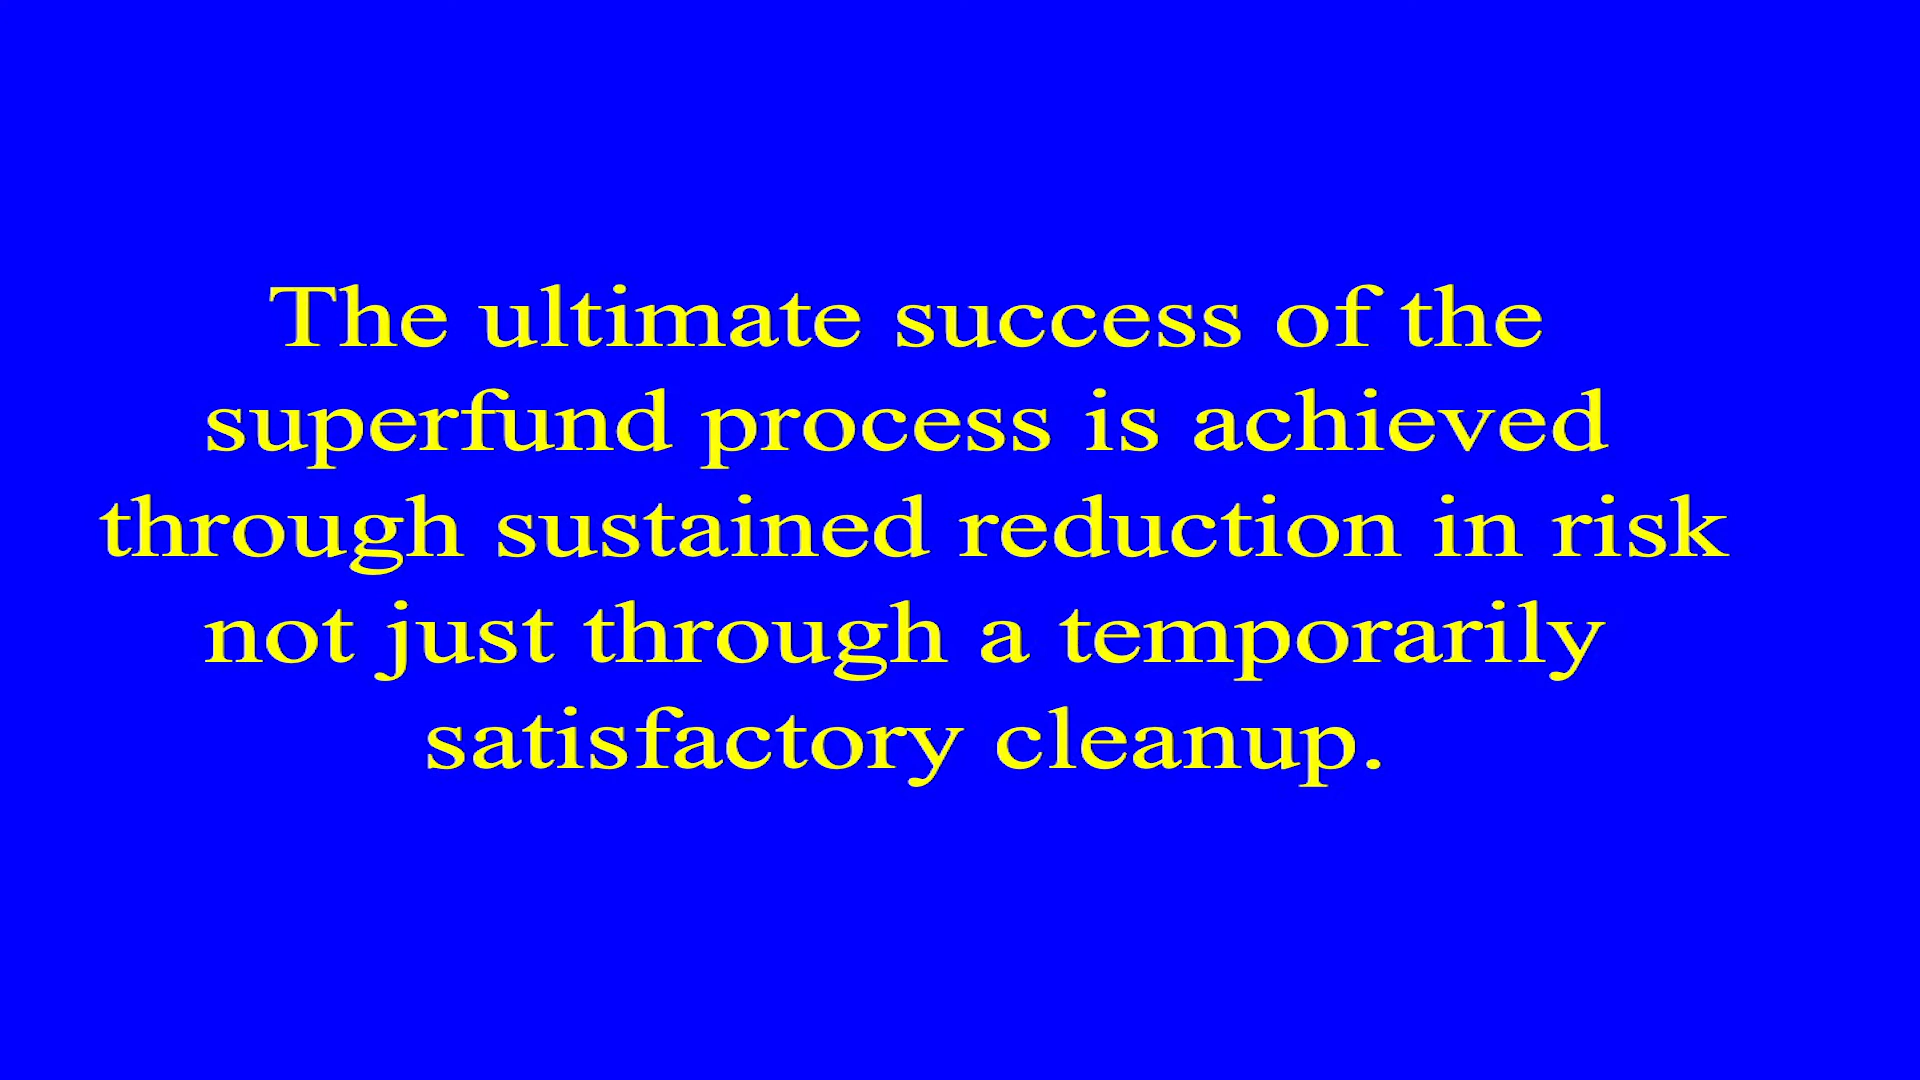 The ultimate success of the
superfund process is achieved
through sustained reduction in risk
not just through a temporarily
satisfactory cleanup.